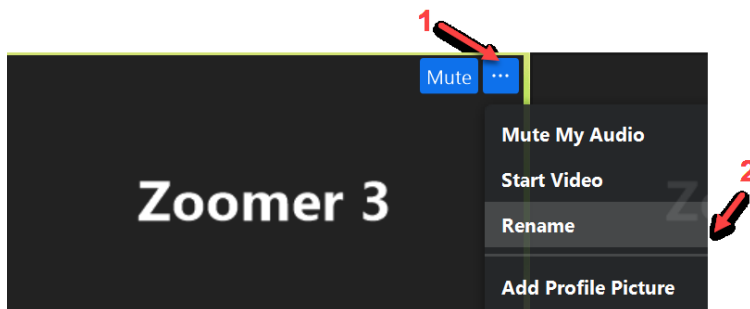 1
Mute ...
Mute My Audio
2
Start Video
Zoomer 3
Rename
Add Profile Picture